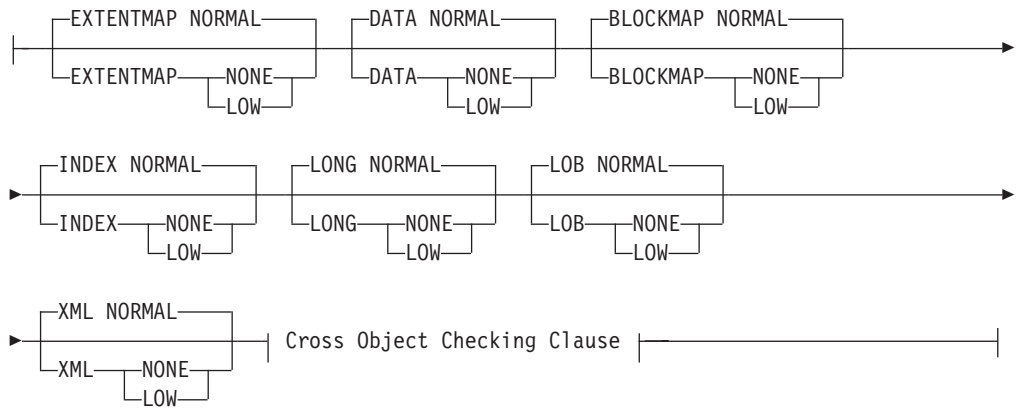 EXTENTMAP NORMAL DATA NORMAL BLOCKMAP NORMAL
EXTENTMAP NONE DATA NONE BLOCKMAP NONE
LOW LOW LOW
INDEX NORMAL LONG NORMAL LOB NORMAL
INDEX NONE LONG NONE LOB NONE
LOW LOW LOW
XML NORMAL
Cross Object Checking Clause
XML NONE
LOW